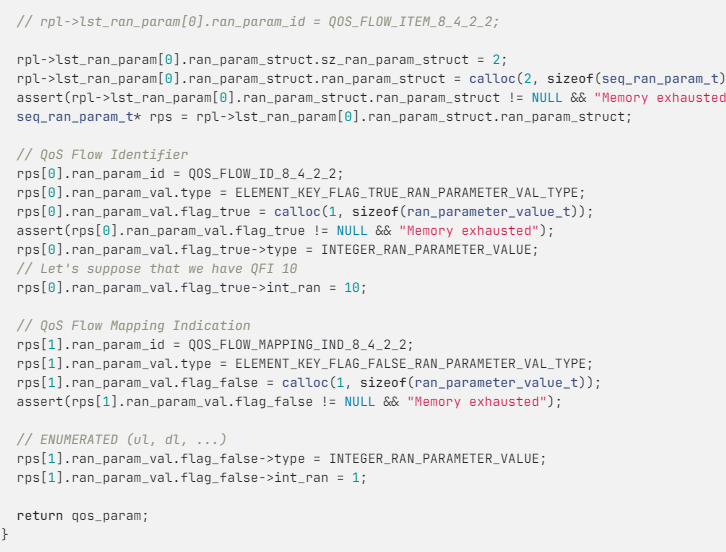 // rpl->lst_ran_param[0].ran_param_id = QOS_FLOW_ITEM_8_4_2_2;
rpl->lst_ran_param[0].ran_param_struct.sz_ran_param_struct = 2;
rpl->lst_ran_param[0].ran_param_struct.ran_param_struct = calloc(2, sizeof(seq_ran_param_t)
assert(rpl->lst_ran_param[0].ran_param_struct.ran_param_struct != NULL && "Memory exhausted
seq_ran_param_t* rps = rpl->lst_ran_param[0].ran_param_struct.ran_param_struct;
// QoS Flow Identifier
rps[0].ran_param_id = QOS_FLOW_ID_8_4_2_2;
rps[0].ran_param_val.type = ELEMENT_KEY_FLAG_TRUE_RAN_PARAMETER_VAL_TYPE;
rps[0].ran_param_val.flag_true = calloc(1, sizeof(ran_parameter_value_t));
assert(rps[0].ran_param_val.flag_true != NULL && "Memory exhausted");
rps[0].ran_param_val.flag_true->type = INTEGER_RAN_PARAMETER_VALUE;
// Let's suppose that we have QFI 10
rps[0].ran_param_val.flag_true->int_ran = 10;
// QoS Flow Mapping Indication
rps[1].ran_param_id = QOS_FLOW_MAPPING_IND_8_4_2_2;
rps[1].ran_param_val.type = ELEMENT_KEY_FLAG_FALSE_RAN_PARAMETER_VAL_TYPE;
rps[1].ran_param_val.flag_false = calloc(1, sizeof(ran_parameter_value_t));
assert(rps[1].ran_param_val.flag_false != NULL && "Memory exhausted");
// ENUMERATED (ul, dl, ...)
rps[1].ran_param_val.flag_false->type = INTEGER_RAN_PARAMETER_VALUE;
rps[1].ran_param_val.flag_false->int_ran = 1;
return qos_param;
}